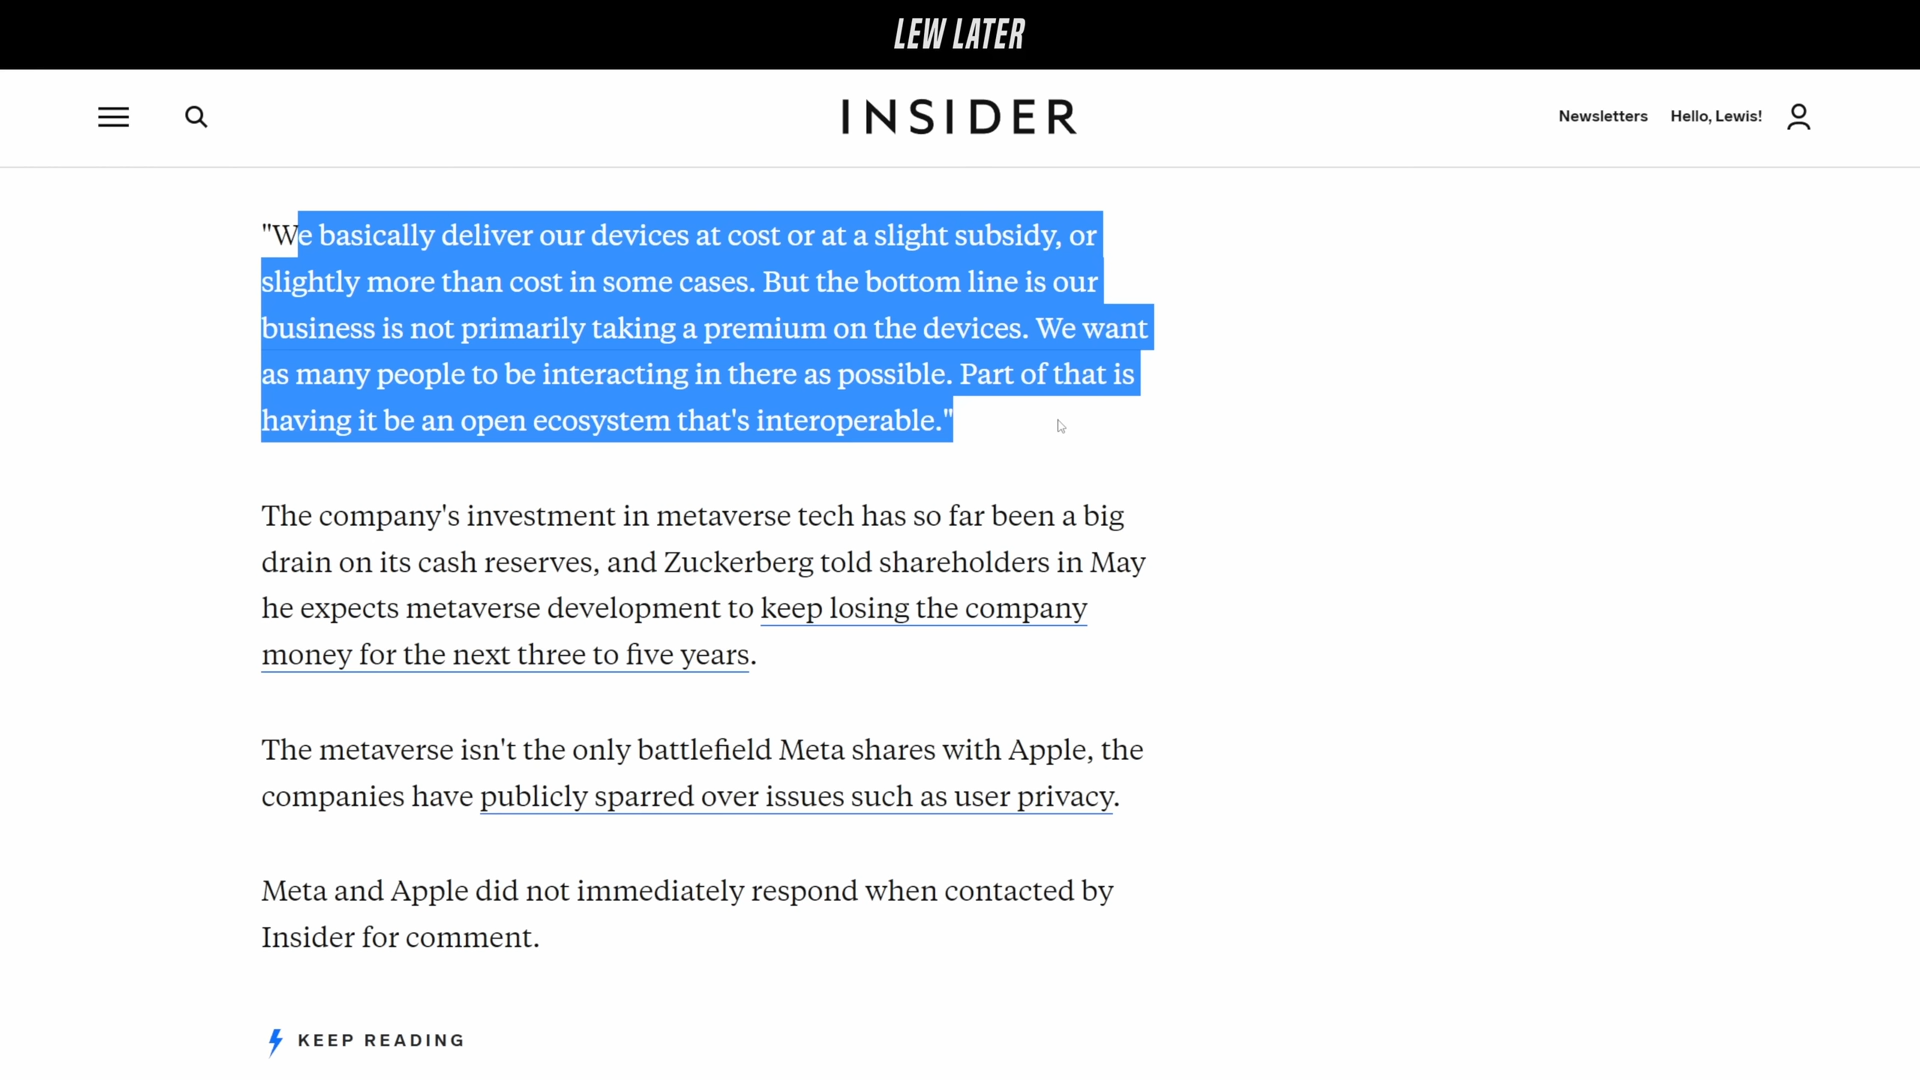 LEW LATER
INSIDER
Newsletters Hello, Lewis!
"We basically deliver our devices at cost or at a slight subsidy, or
slightly more than cost in some cases. But the bottom line is our
business is not primarily taking a premium on the devices. We want
as many people to be interacting in there as possible. Part of that is
having it be an open ecosystem that's interoperable."
The company's investment in metaverse tech has so far been a big
drain on its cash reserves, and Zuckerberg told shareholders in May
he expects metaverse development to keep losing the company
money for the next three to five years.
The metaverse isn't the only battlefield Meta shares with Apple, the
companies have publicly sparred over issues such as user privacy.
Meta and Apple did not immediately respond when contacted by
Insider for comment.
KEEP READING